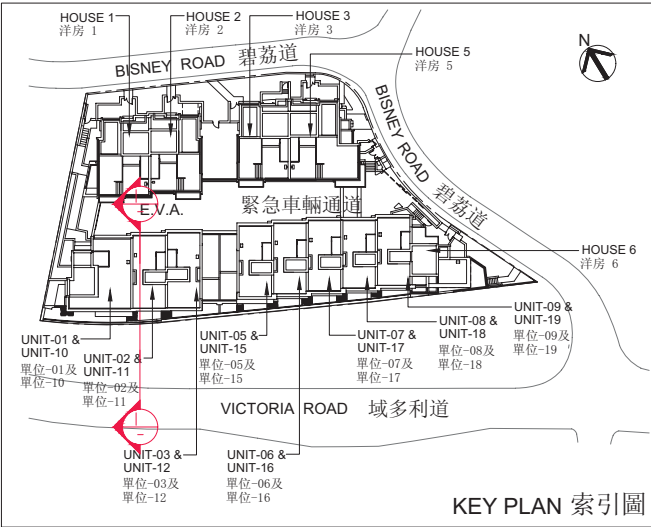 HOUSE 1
洋房 1
HOUSE 2
洋房 2
HOUSE 3
洋房 3
HOUSE 5
洋房 5
N
BISNEY ROAD 碧荔道
BISNEY ROAD 碧荔道
E.V.A.
緊急車輛通道
HOUSE 6
洋房 6
UNIT-01 &
UNIT-10
單位-01及
單位-10
UNIT-02 &
UNIT-11
單位-02及
單位-11
UNIT-05 &
UNIT-15
單位-05及
單位-15
UNIT-07 &
UNIT-17
單位-07及
單位-17
UNIT-08 &
UNIT-18
單位-08及
單位-18
UNIT-09 &
UNIT-19
單位-09及
單位-19
VICTORIA ROAD 域多利道
UNIT-03 &
UNIT-12
單位-03及
單位-12
UNIT-06 &
UNIT-16
單位-06及
單位-16
KEY PLAN 索引圖